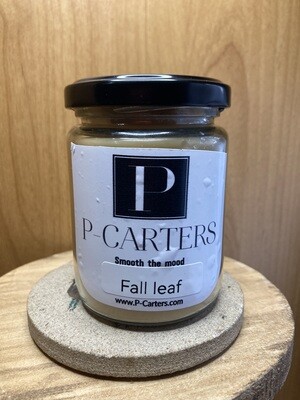 P
P-CARTERS
Smooth the mood
Fall leaf
www.P-Carters.com